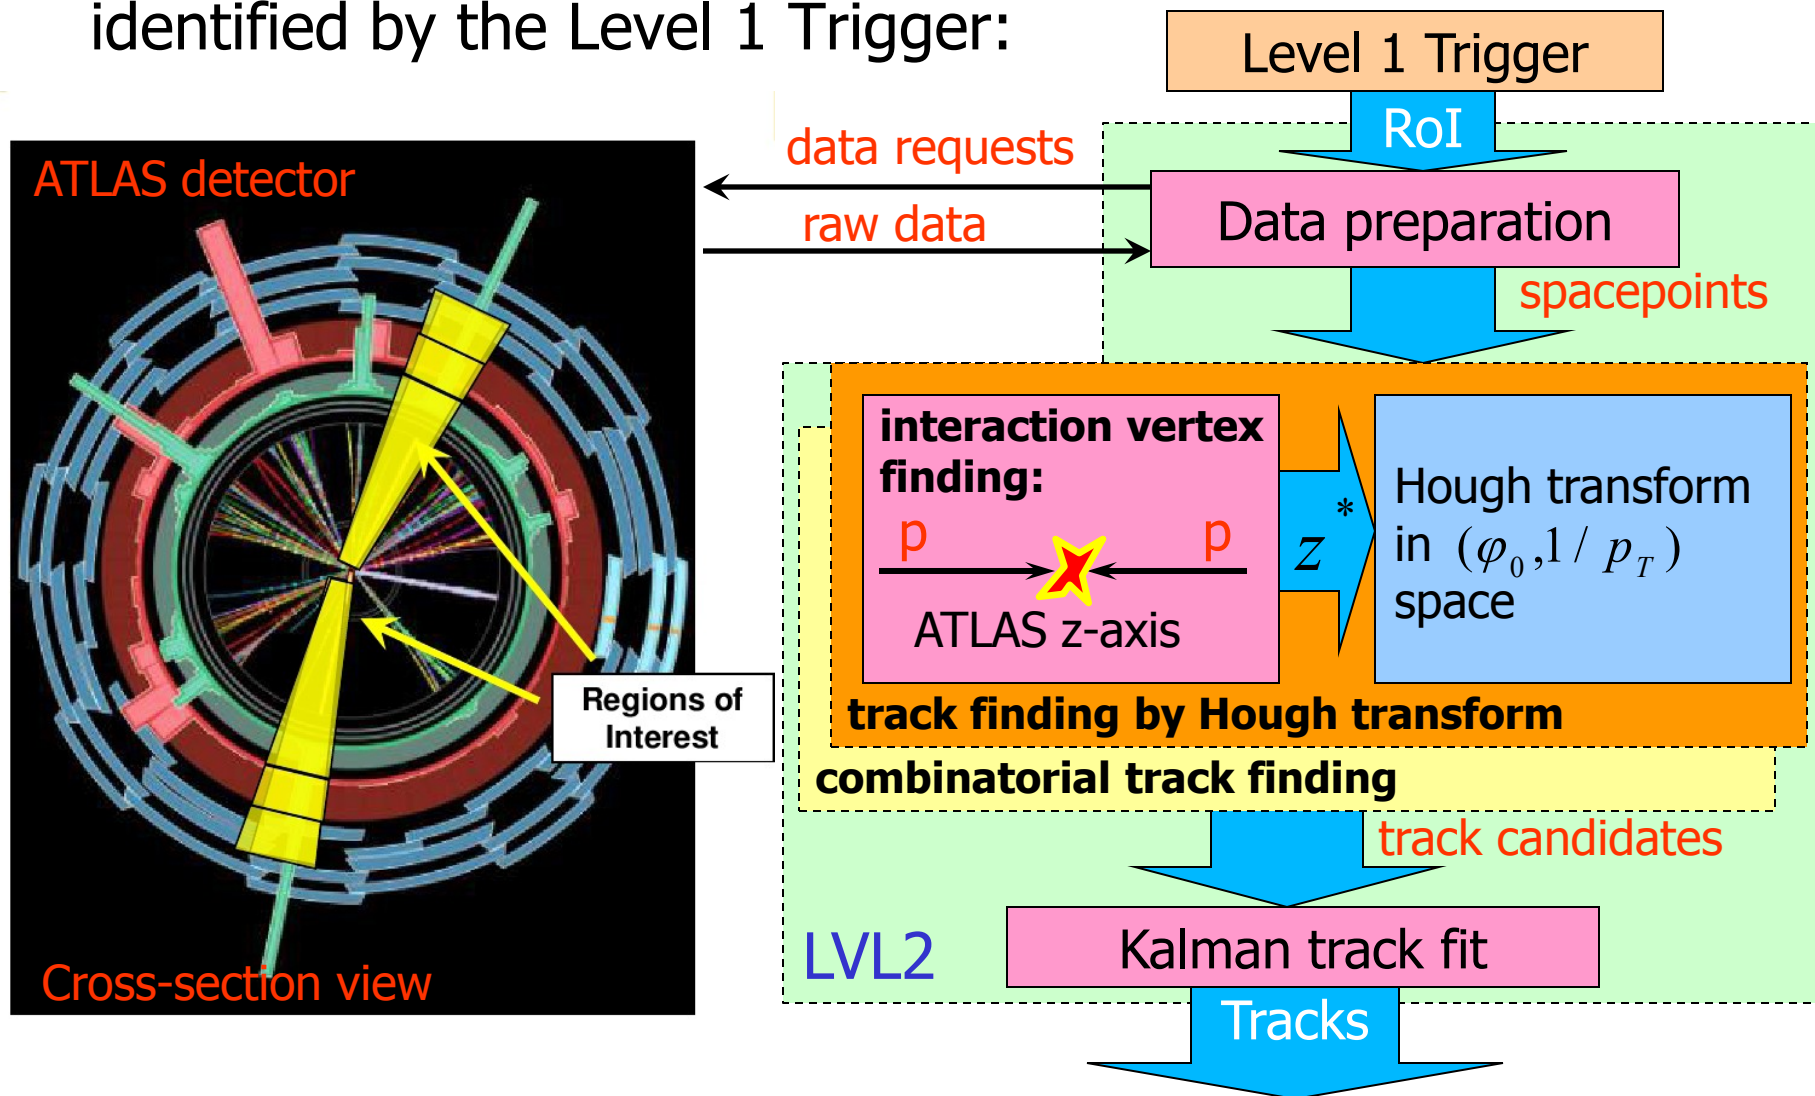 identified by the Level 1 Trigger:
Level 1 Trigger
RoI
data requests
ATLAS detector
raw data
Data preparation
spacepoints
interaction vertex
finding:
p
p
ATLAS z-axis
z*
Hough transform
in (φ₀,1/ p_T)
space
Regions of
Interest
track finding by Hough transform
combinatorial track finding
track candidates
LVL2
Kalman track fit
Cross-section view
Tracks